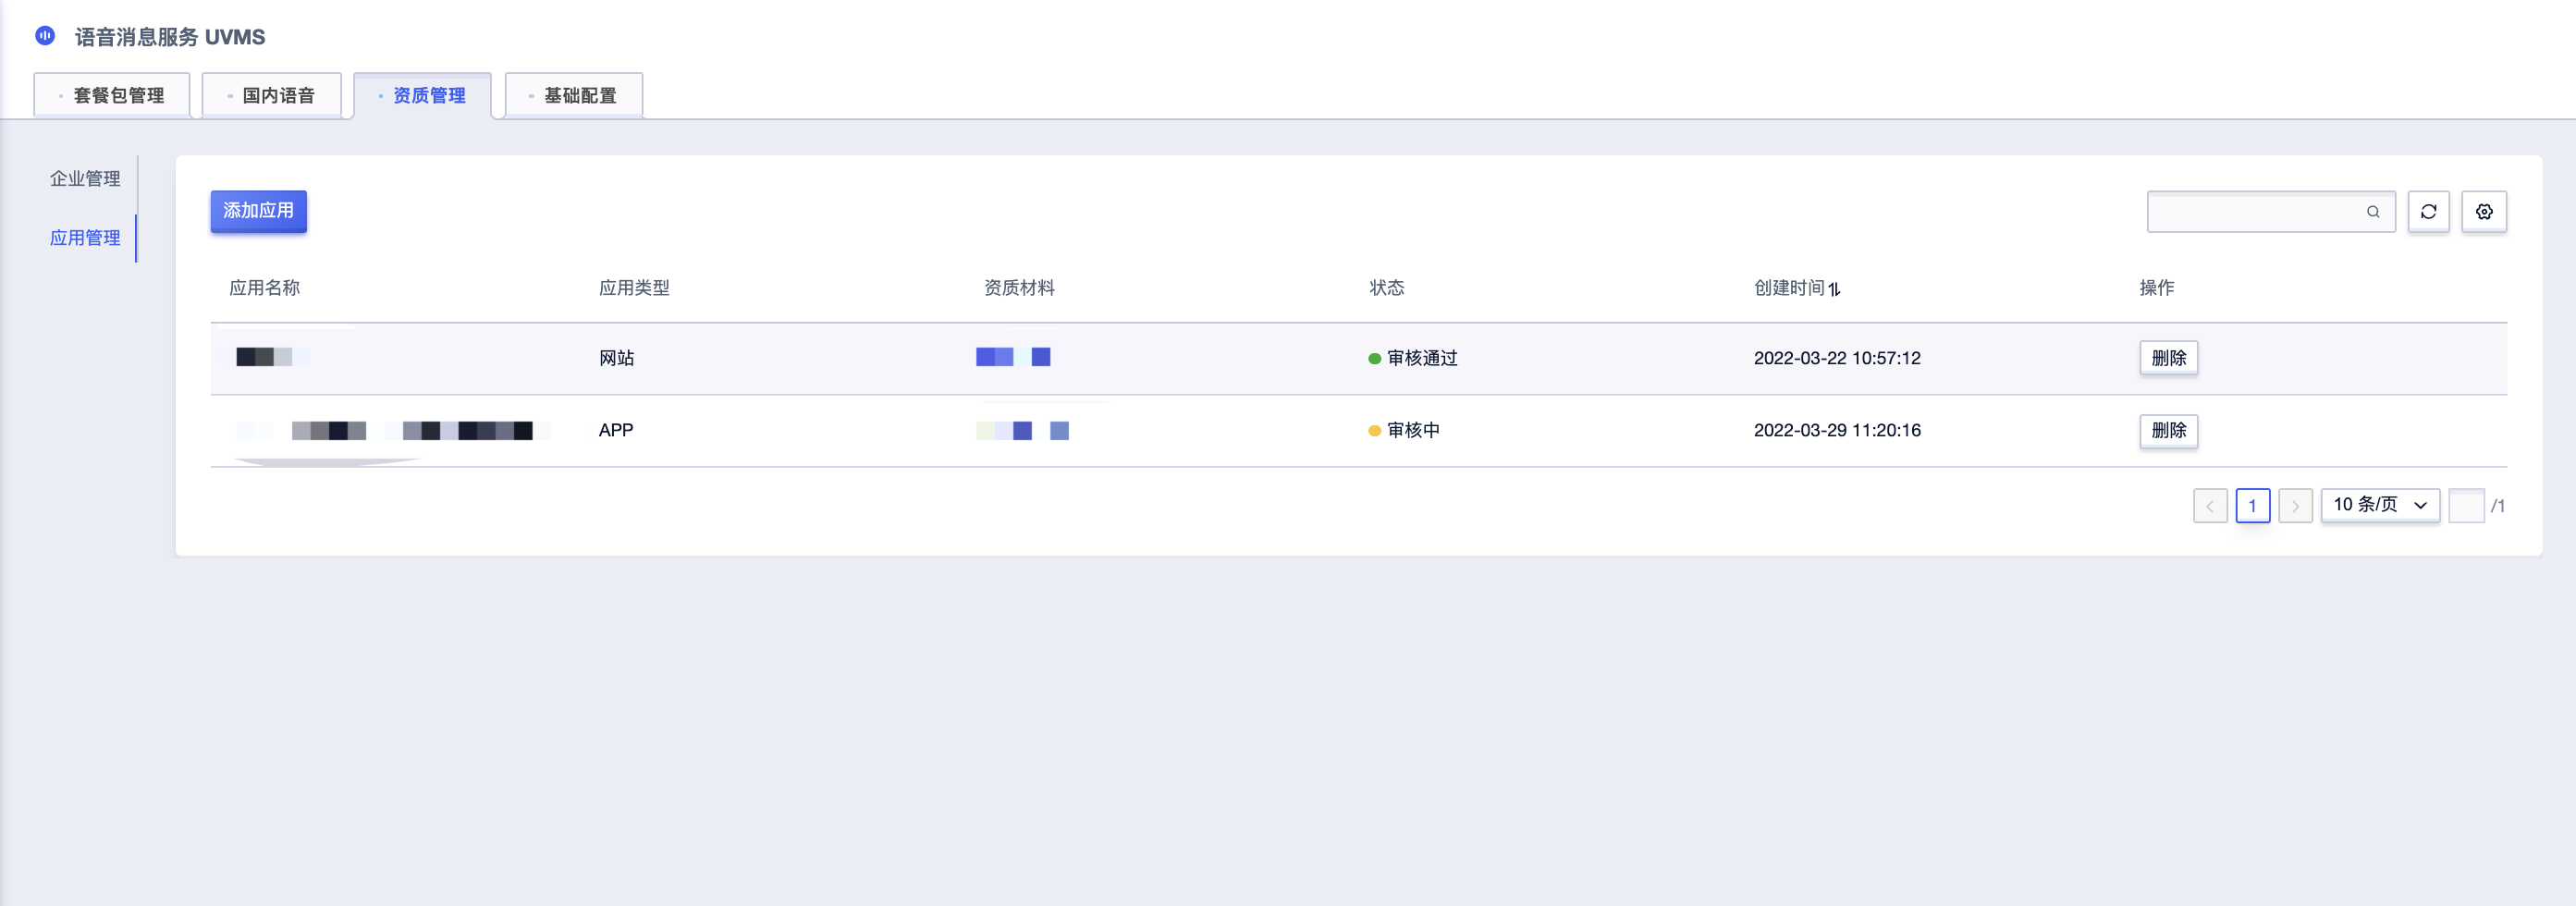 语音消息服务 UVMS
套餐包管理 国内语音 资质管理 基础配置
企业管理
应用管理
添加应用
应用名称 应用类型 资质材料 状态 创建时间 操作
网站 审核通过 2022-03-22 10:57:12 删除
APP 审核中 2022-03-29 11:20:16 删除
1 10 条/页 /1